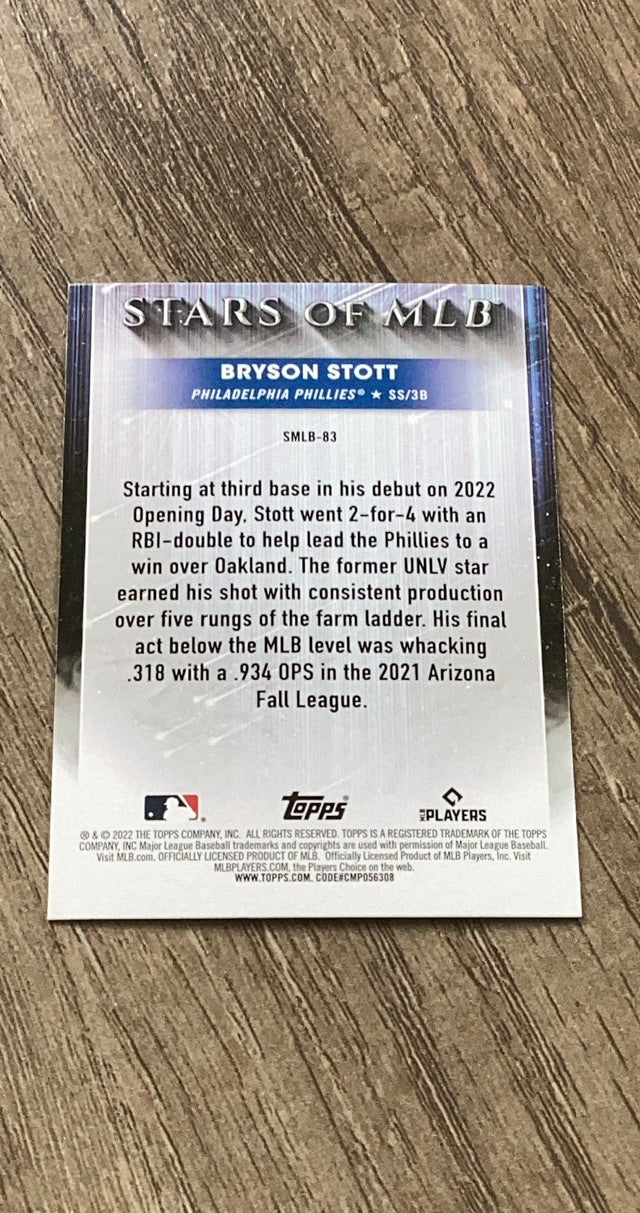 STARS OF MLB™
BRYSON STOTT
PHILADELPHIA PHILLIES® ★ SS/3B
SMLB-83
Starting at third base in his debut on 2022
Opening Day, Stott went 2-for-4 with an
RBI-double to help lead the Phillies to a
win over Oakland. The former UNLV star
earned his shot with consistent production
over five rungs of the farm ladder. His final
act below the MLB level was whacking
.318 with a .934 OPS in the 2021 Arizona
Fall League.
Topps® MLB PLAYERS
® & © 2022 THE TOPPS COMPANY, INC. ALL RIGHTS RESERVED. TOPPS IS A REGISTERED TRADEMARK OF THE TOPPS
COMPANY, INC Major League Baseball trademarks and copyrights are used with permission of Major League Baseball.
Visit MLB.com. OFFICIALLY LICENSED PRODUCT OF MLB. Officially Licensed Product of MLB Players, Inc. Visit
MLBPLAYERS.COM, the Players Choice on the web.
WWW.TOPPS.COM. CODE#CMP056308